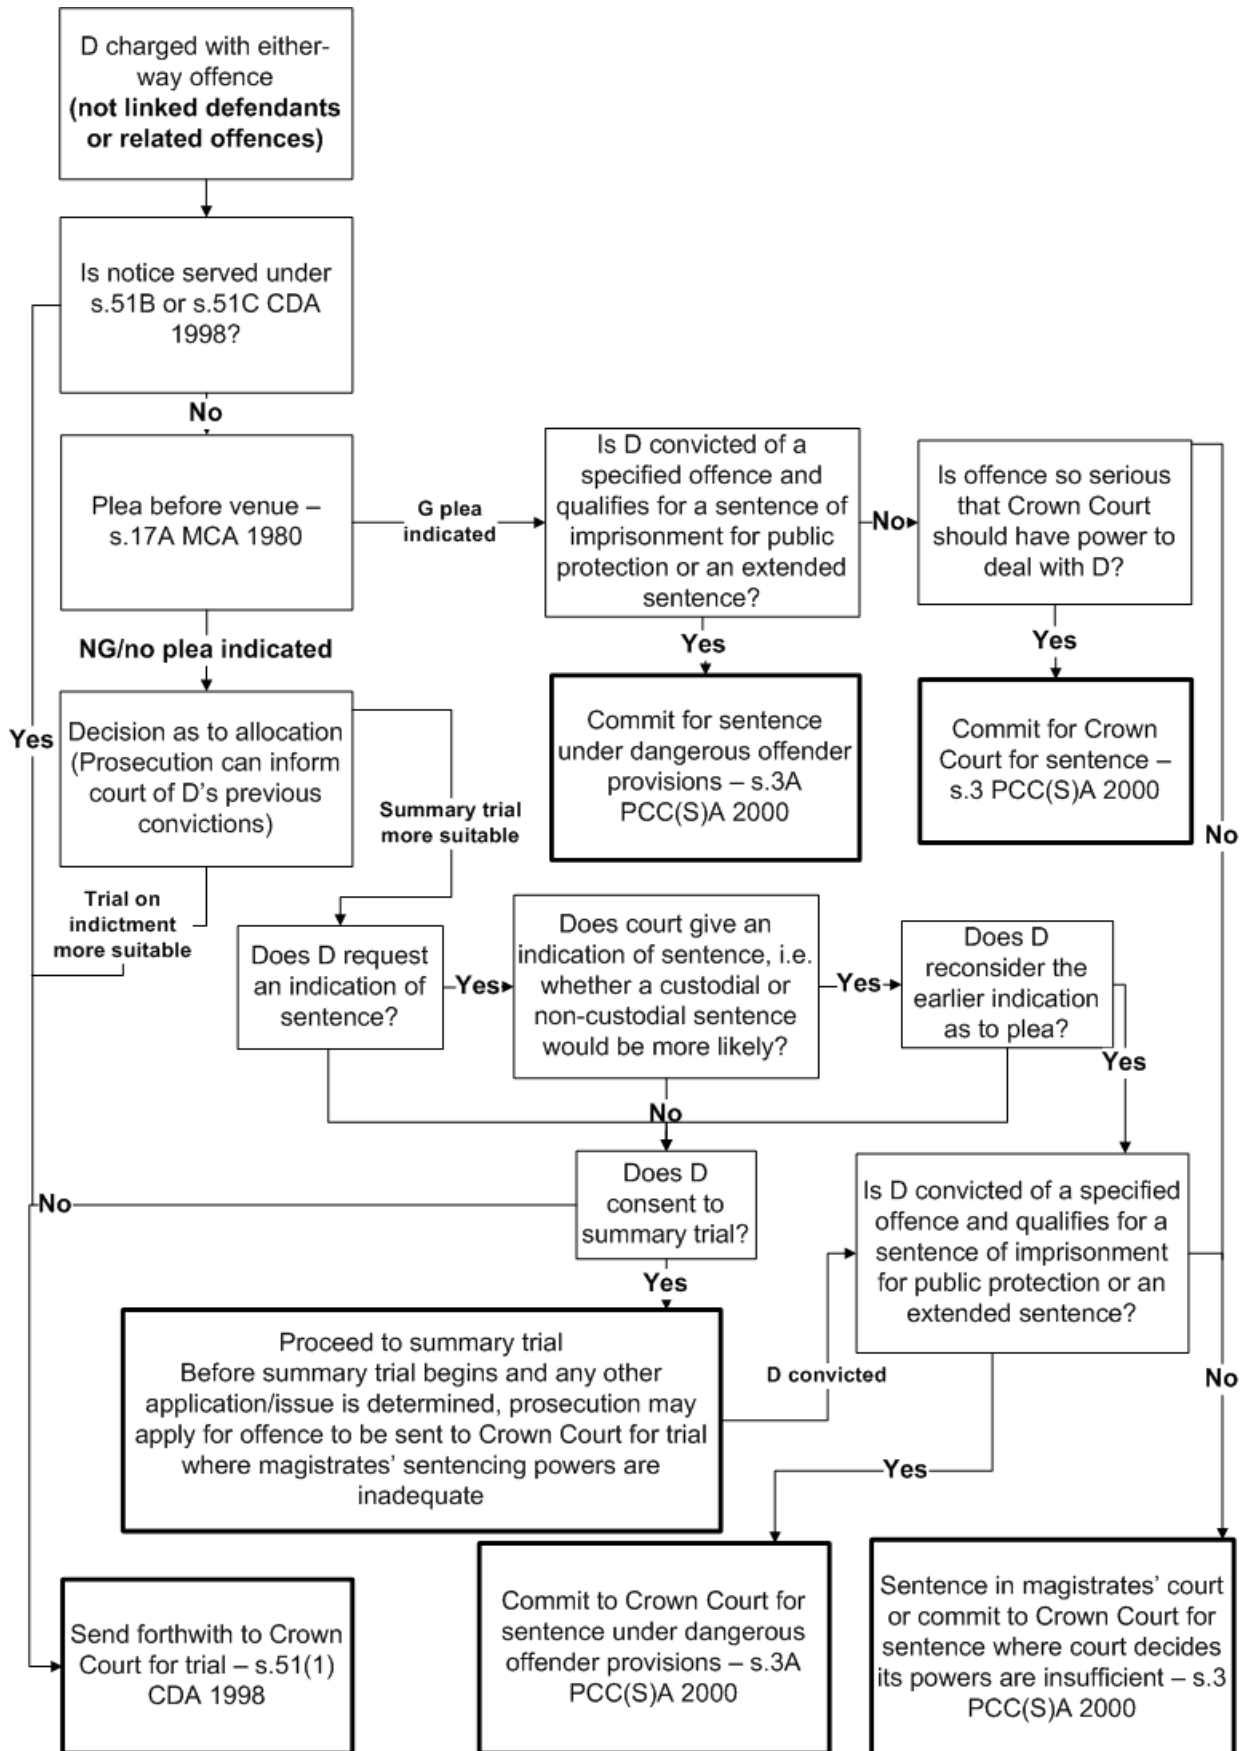 D charged with either-
way offence
(not linked defendants
or related offences)
Is notice served under
s.51B or s.51C CDA
1998?
No
Yes
Plea before venue –
s.17A MCA 1980
G plea
indicated
Is D convicted of a
specified offence and
qualifies for a sentence of
imprisonment for public
protection or an extended
sentence?
No
Is offence so serious
that Crown Court
should have power to
deal with D?
Yes
Yes
No
NG/no plea indicated
Commit for sentence
under dangerous offender
provisions – s.3A
PCC(S)A 2000
Commit for Crown
Court for sentence –
s.3 PCC(S)A 2000
Decision as to allocation
(Prosecution can inform
court of D's previous
convictions)
Summary trial
more suitable
Trial on
indictment
more suitable
Does D request
an indication of
sentence?
Yes
Does court give an
indication of sentence, i.e.
whether a custodial or
non-custodial sentence
would be more likely?
Yes
Does D
reconsider the
earlier indication
as to plea?
Yes
No
Does D
consent to
summary trial?
No
Yes
Is D convicted of a specified
offence and qualifies for a
sentence of imprisonment
for public protection or an
extended sentence?
Proceed to summary trial
Before summary trial begins and any other
application/issue is determined, prosecution may
apply for offence to be sent to Crown Court for trial
where magistrates' sentencing powers are
inadequate
D convicted
No
Yes
Send forthwith to Crown
Court for trial – s.51(1)
CDA 1998
Commit to Crown Court for
sentence under dangerous
offender provisions – s.3A
PCC(S)A 2000
Sentence in magistrates' court
or commit to Crown Court for
sentence where court decides
its powers are insufficient – s.3
PCC(S)A 2000